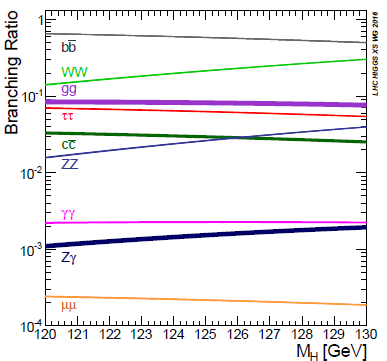 Branching Ratio
LHC HIGGS XS WG 2016
1
10⁻¹
10⁻²
10⁻³
10⁻⁴
bb̅
WW
gg
ττ
cc̅
ZZ
γγ
Zγ
μμ
120 121 122 123 124 125 126 127 128 129 130
M_H [GeV]